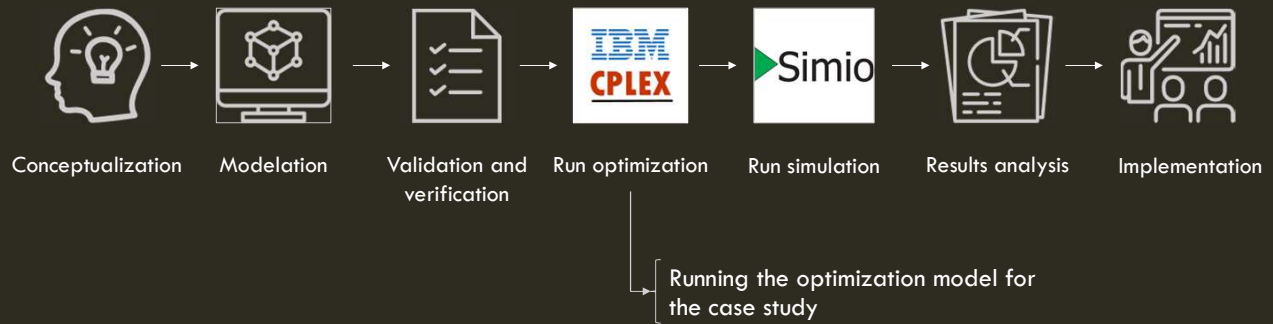 IBM
CPLEX
Simio
Conceptualization
Modelation
Validation and
verification
Run optimization
Run simulation
Results analysis
Implementation
Running the optimization model for
the case study